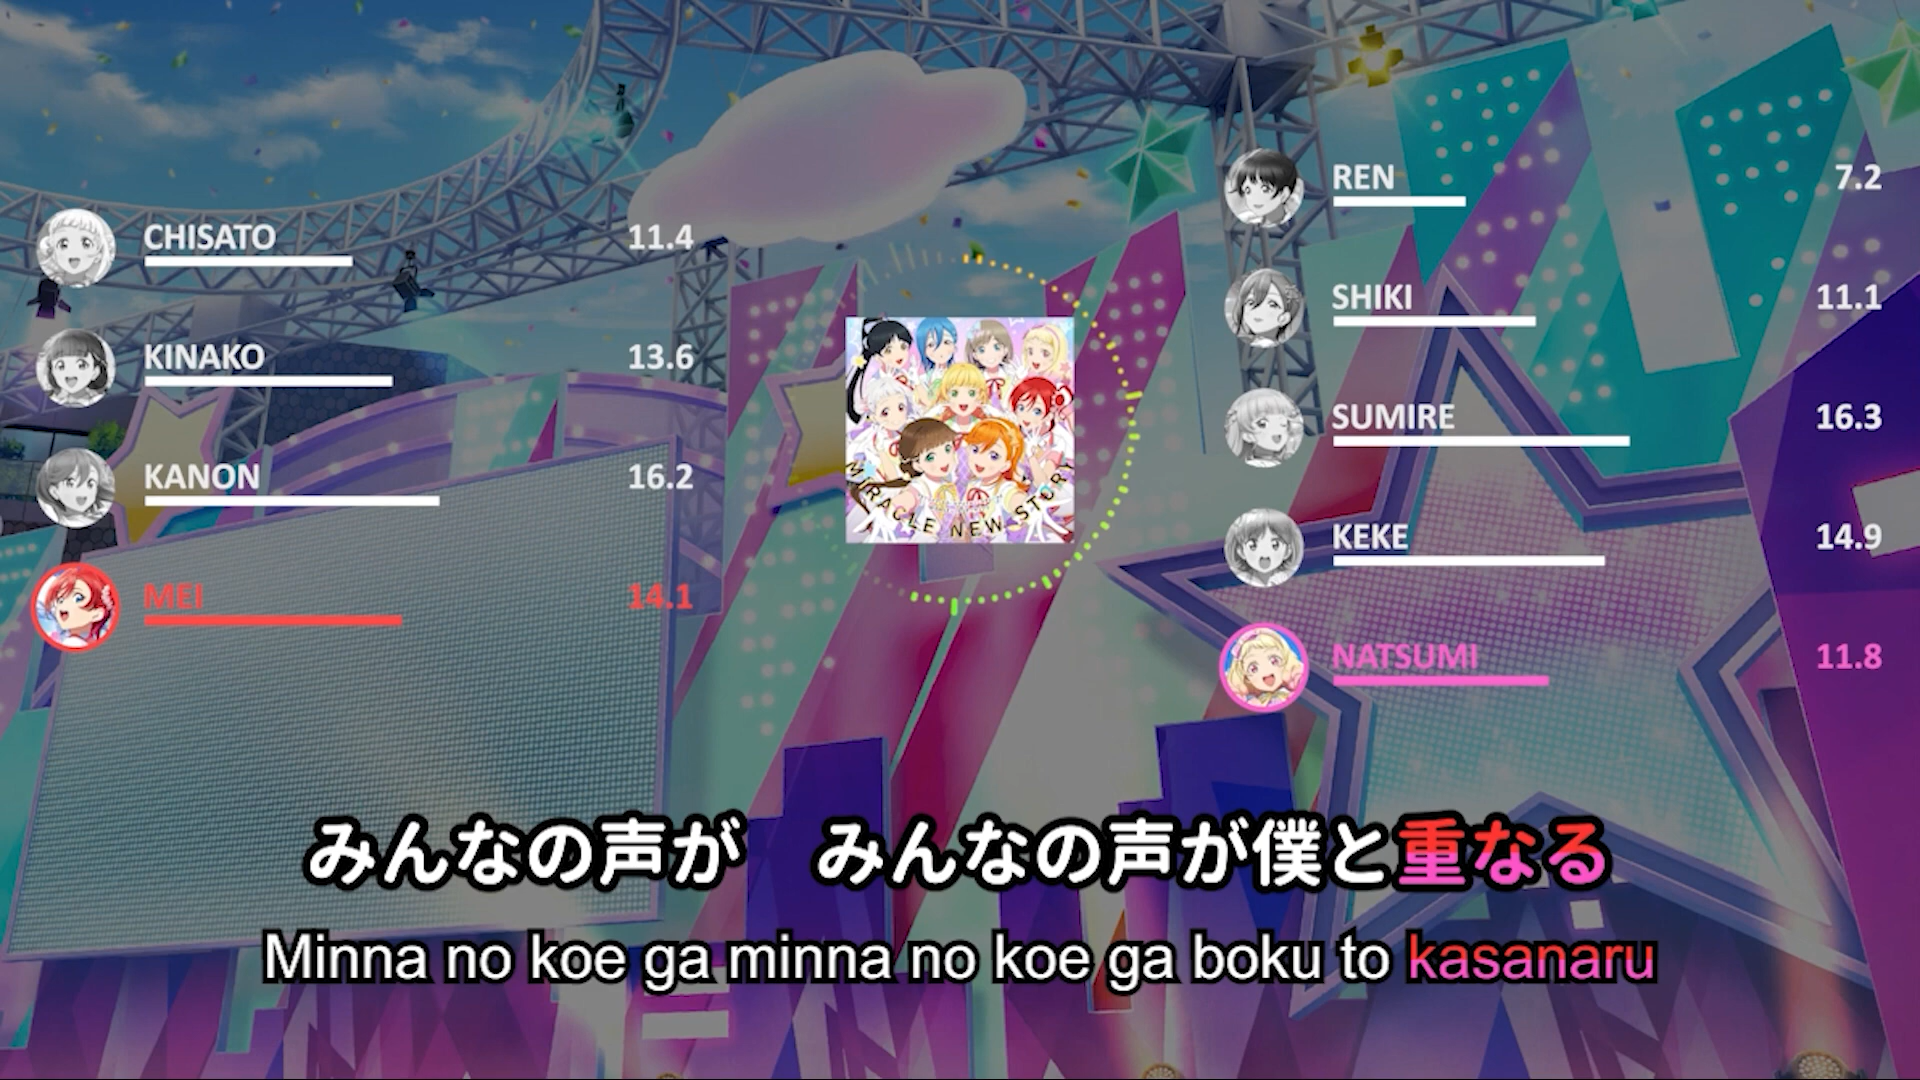 CHISATO 11.4
KINAKO 13.6
KANON 16.2
MEI 14.1
MIRACLE NEW STORY
REN 7.2
SHIKI 11.1
SUMIRE 16.3
KEKE 14.9
NATSUMI 11.8
みんなの声が　みんなの声が僕と重なる
Minna no koe ga minna no koe ga boku to kasanaru